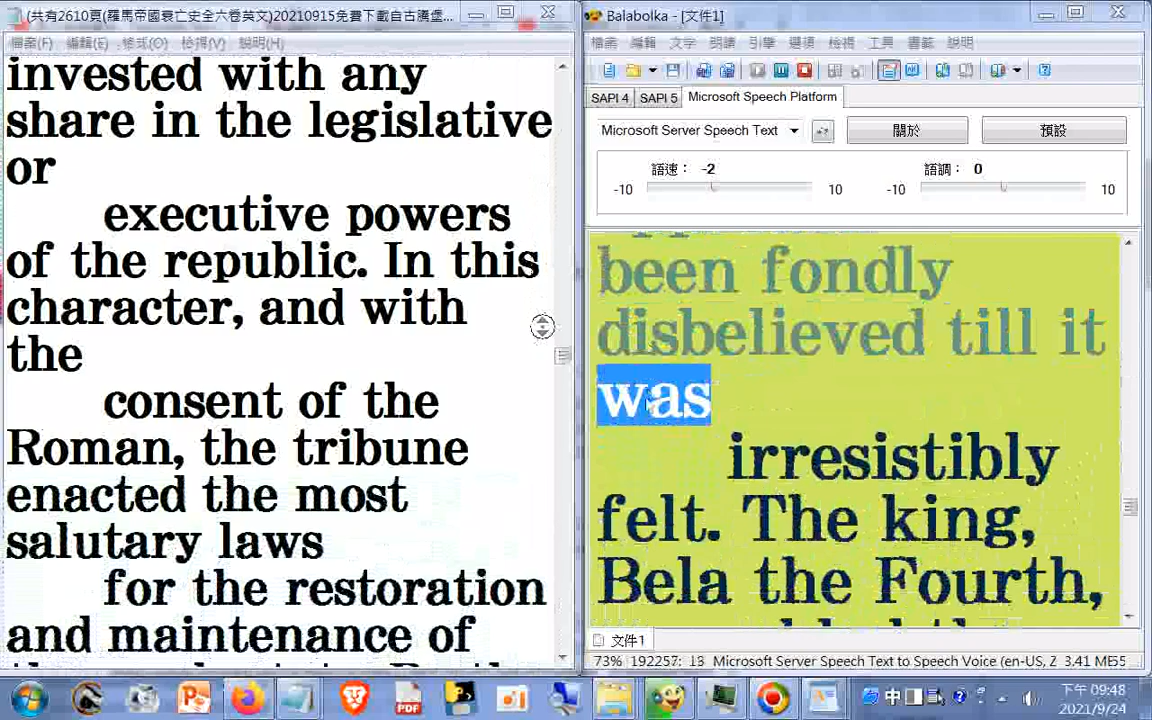 (共有2610頁(羅馬帝國衰亡史全六卷英文)20210915免費下載自古騰堡...
檔案(F) 編輯(E) 格式(O) 檢視(V) 說明(H)
invested with any
share in the legislative
or
executive powers
of the republic. In this
character, and with
the
consent of the
Roman, the tribune
enacted the most
salutary laws
for the restoration
and maintenance of
Balabolka - [文件1]
檔案 編輯 文字 朗讀 引擎 選項 檢視 工具 書籤 說明
SAPI 4 SAPI 5 Microsoft Speech Platform
Microsoft Server Speech Text 關於 預設
語速： -2 語調： 0
-10 10 -10 10
been fondly
disbelieved till it
was
irresistibly
felt. The king,
Bela the Fourth,
文件1
73% 192257: 13 Microsoft Server Speech Text to Speech Voice (en-US, Z 3.41 MB
PDF 中 下午 09:48
2021/9/24